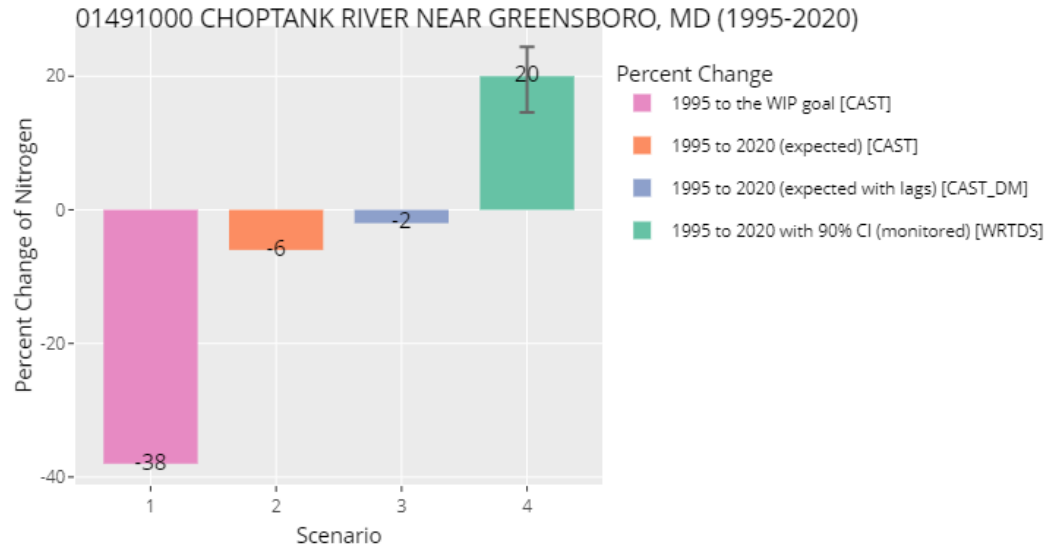 01491000 CHOPTANK RIVER NEAR GREENSBORO, MD (1995-2020)
Percent Change of Nitrogen
20
0
-20
-40
-38
-6
-2
20
1
2
3
4
Scenario
Percent Change
1995 to the WIP goal [CAST]
1995 to 2020 (expected) [CAST]
1995 to 2020 (expected with lags) [CAST_DM]
1995 to 2020 with 90% CI (monitored) [WRTDS]